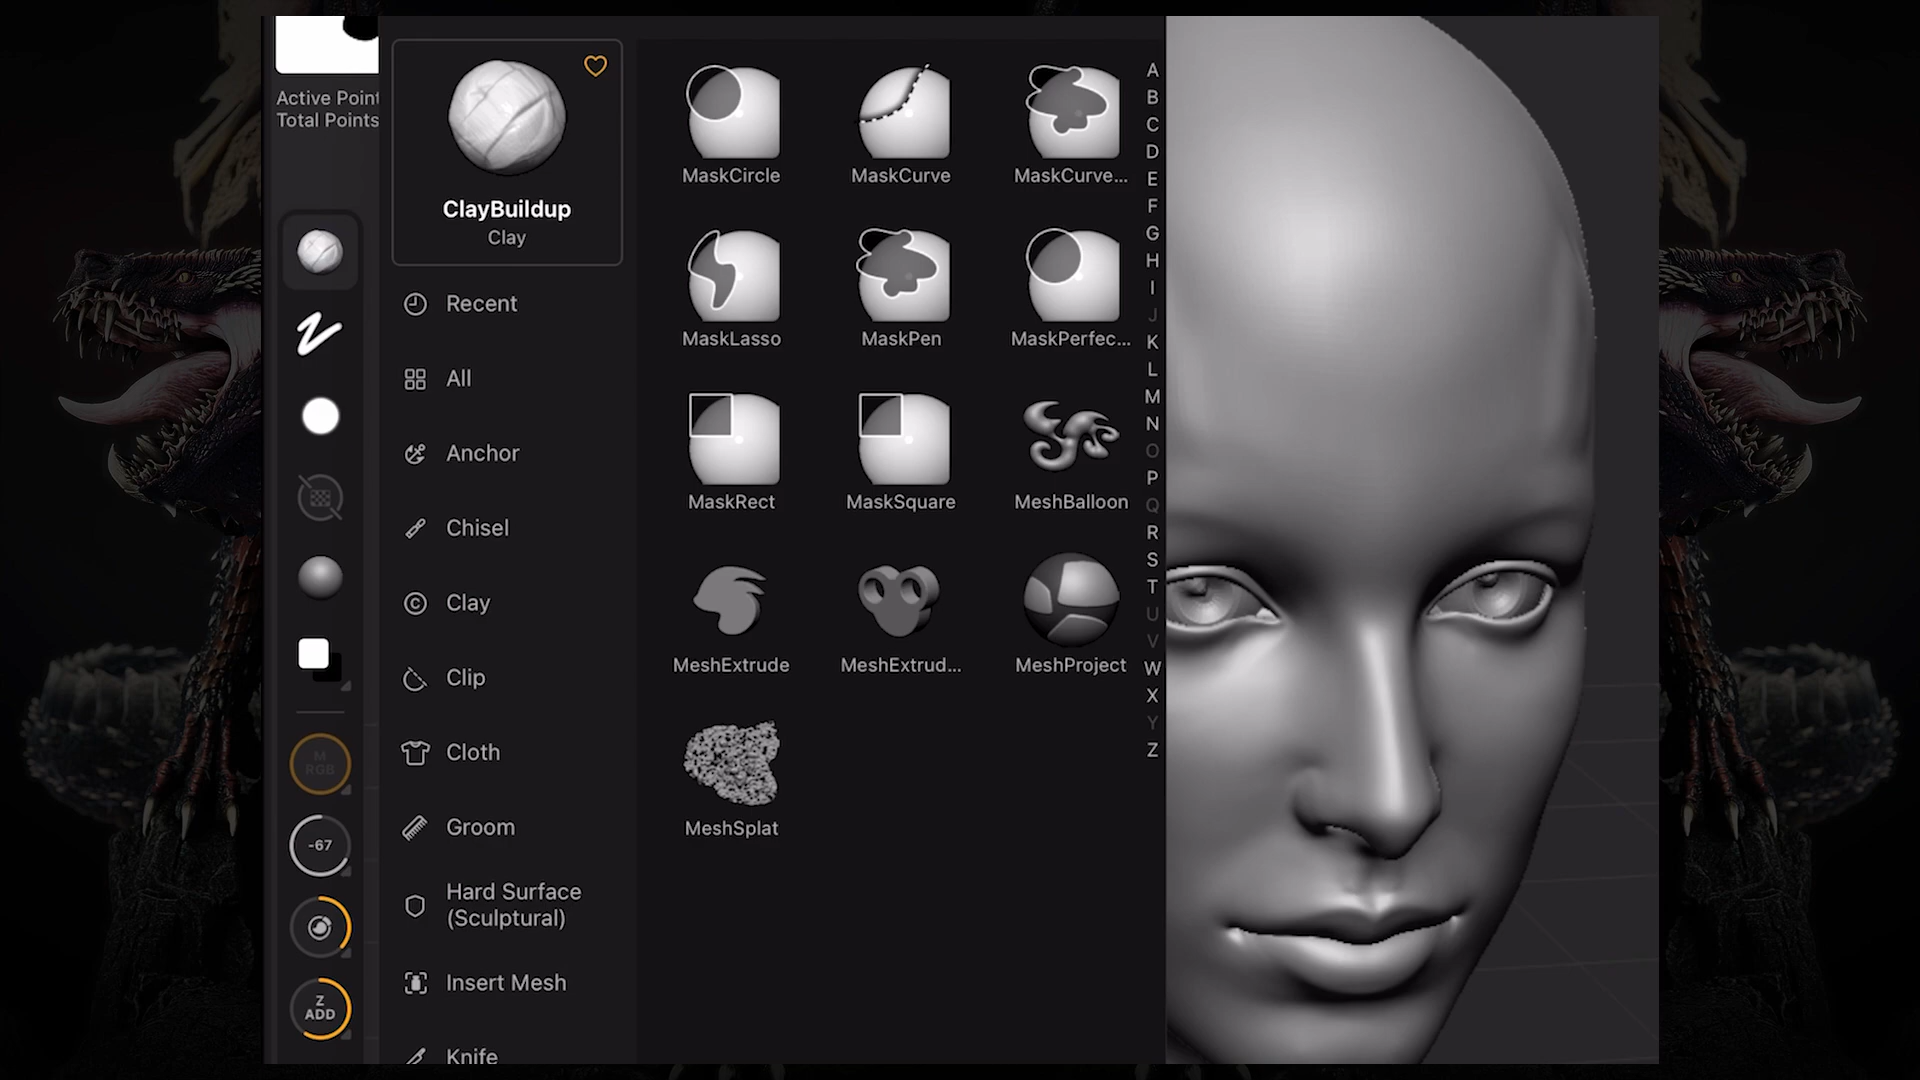 Active Point
Total Points
ClayBuildup
Clay
Recent
All
Anchor
Chisel
Clay
Clip
Cloth
Groom
Hard Surface
(Sculptural)
Insert Mesh
Knife
M
RGB
-67
Z
ADD
MaskCircle
MaskCurve
MaskCurve...
MaskLasso
MaskPen
MaskPerfec...
MaskRect
MaskSquare
MeshBalloon
MeshExtrude
MeshExtrud...
MeshProject
MeshSplat
A
B
C
D
E
F
G
H
I
J
K
L
M
N
O
P
Q
R
S
T
U
V
W
X
Y
Z